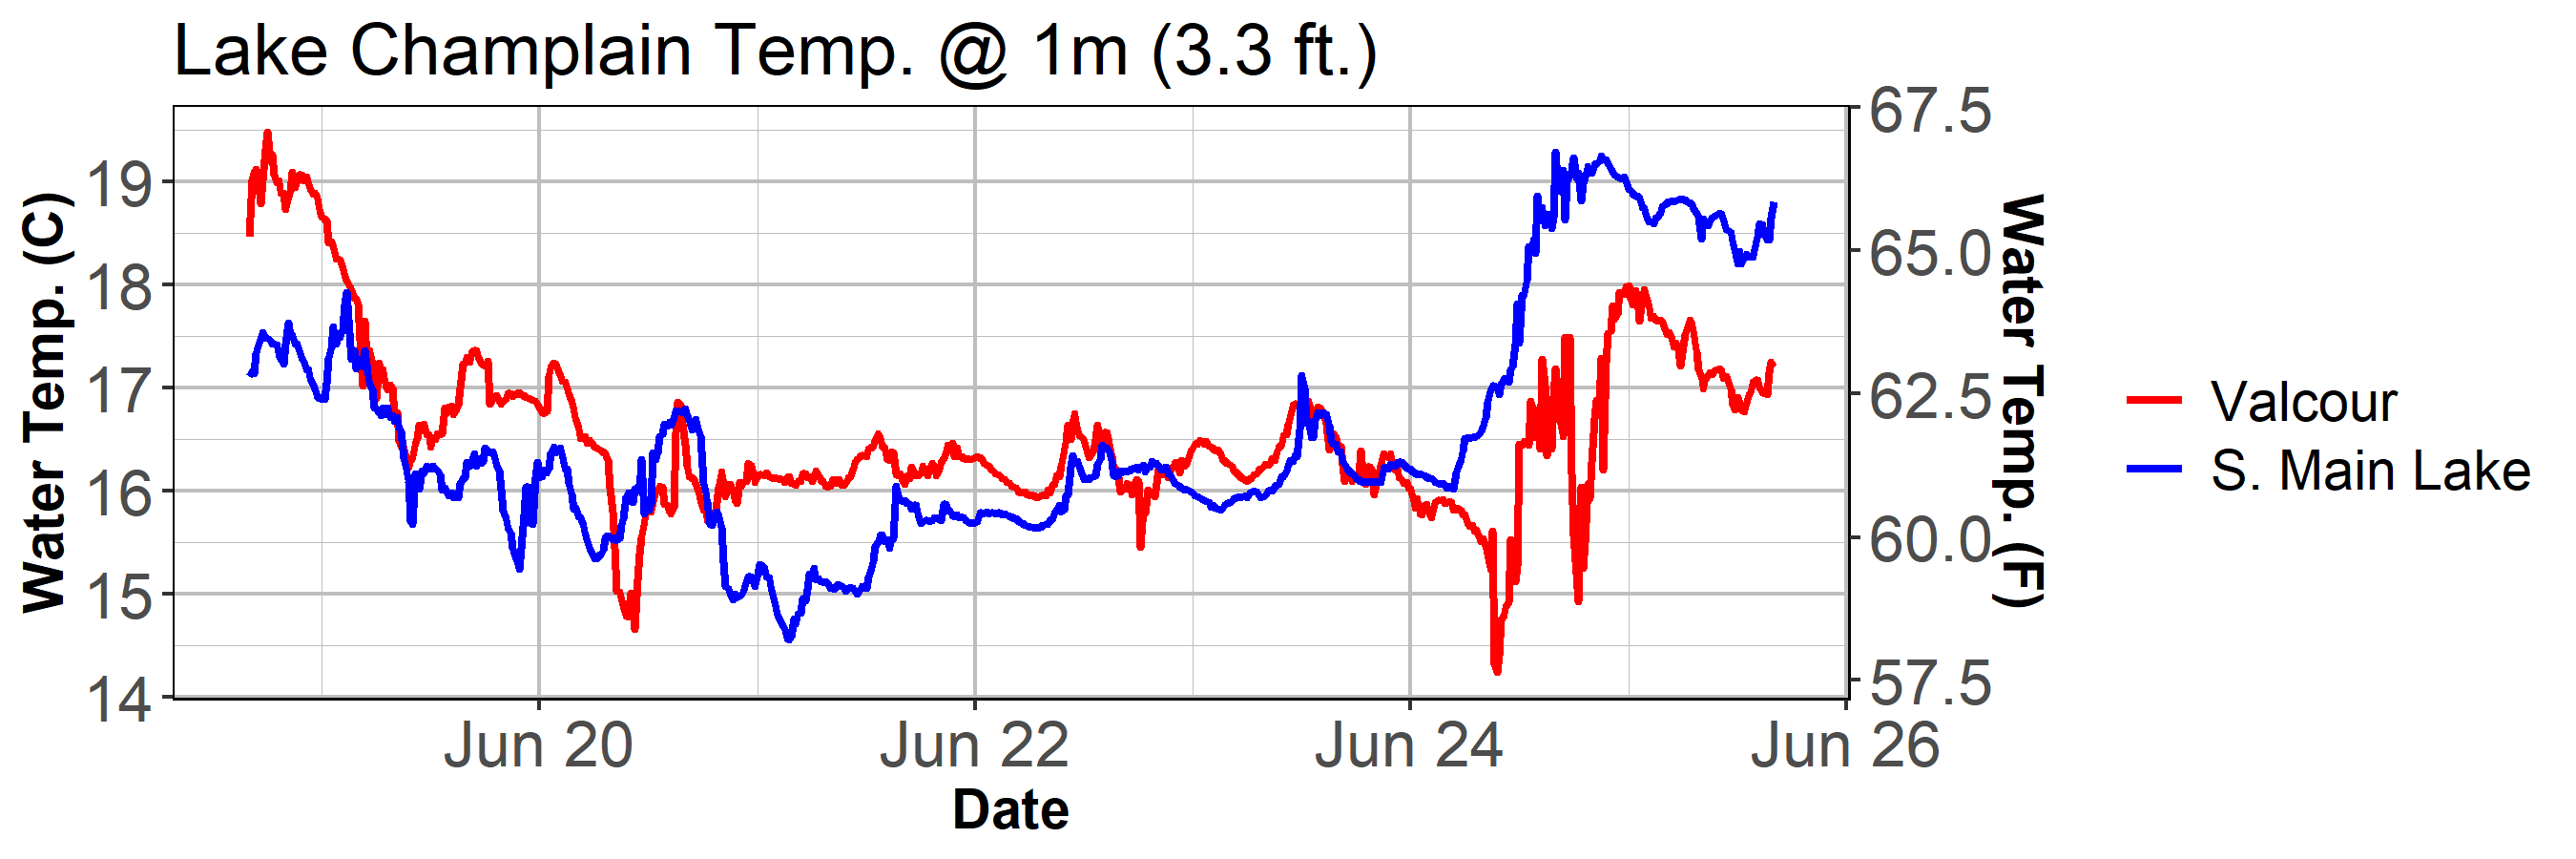 Lake Champlain Temp. @ 1m (3.3 ft.)
Water Temp. (C)
19
18
17
16
15
14
67.5
65.0
62.5
60.0
57.5
Water Temp. (F)
Jun 20
Jun 22
Jun 24
Jun 26
Date
Valcour
S. Main Lake